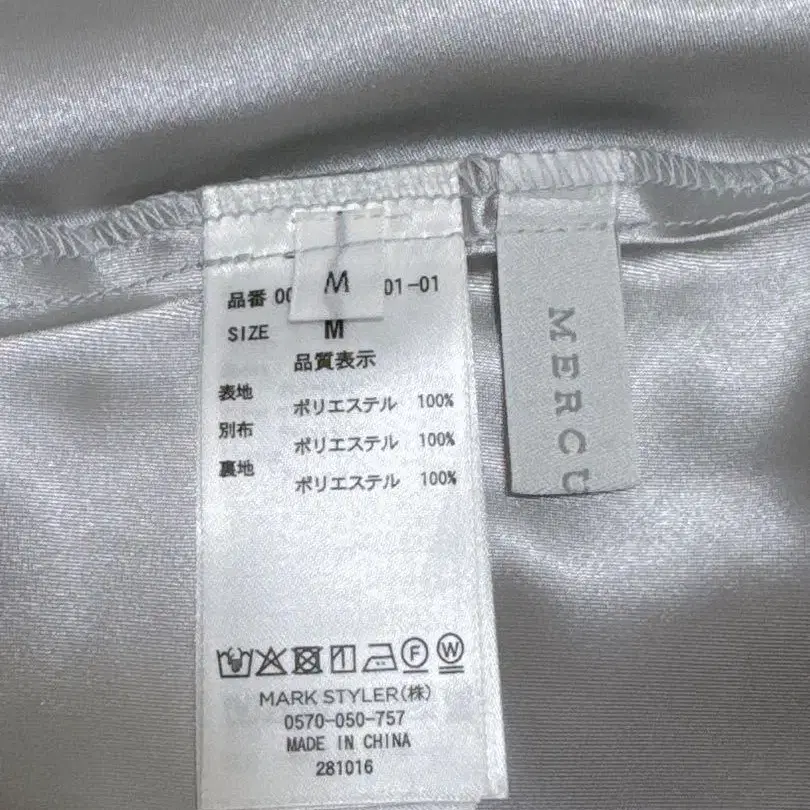 M
品番 00 01-01
SIZE M
品質表示
表地 ポリエステル 100%
別布 ポリエステル 100%
裏地 ポリエステル 100%
F W
MARK STYLER(株)
0570-050-757
MADE IN CHINA
281016
MERCU